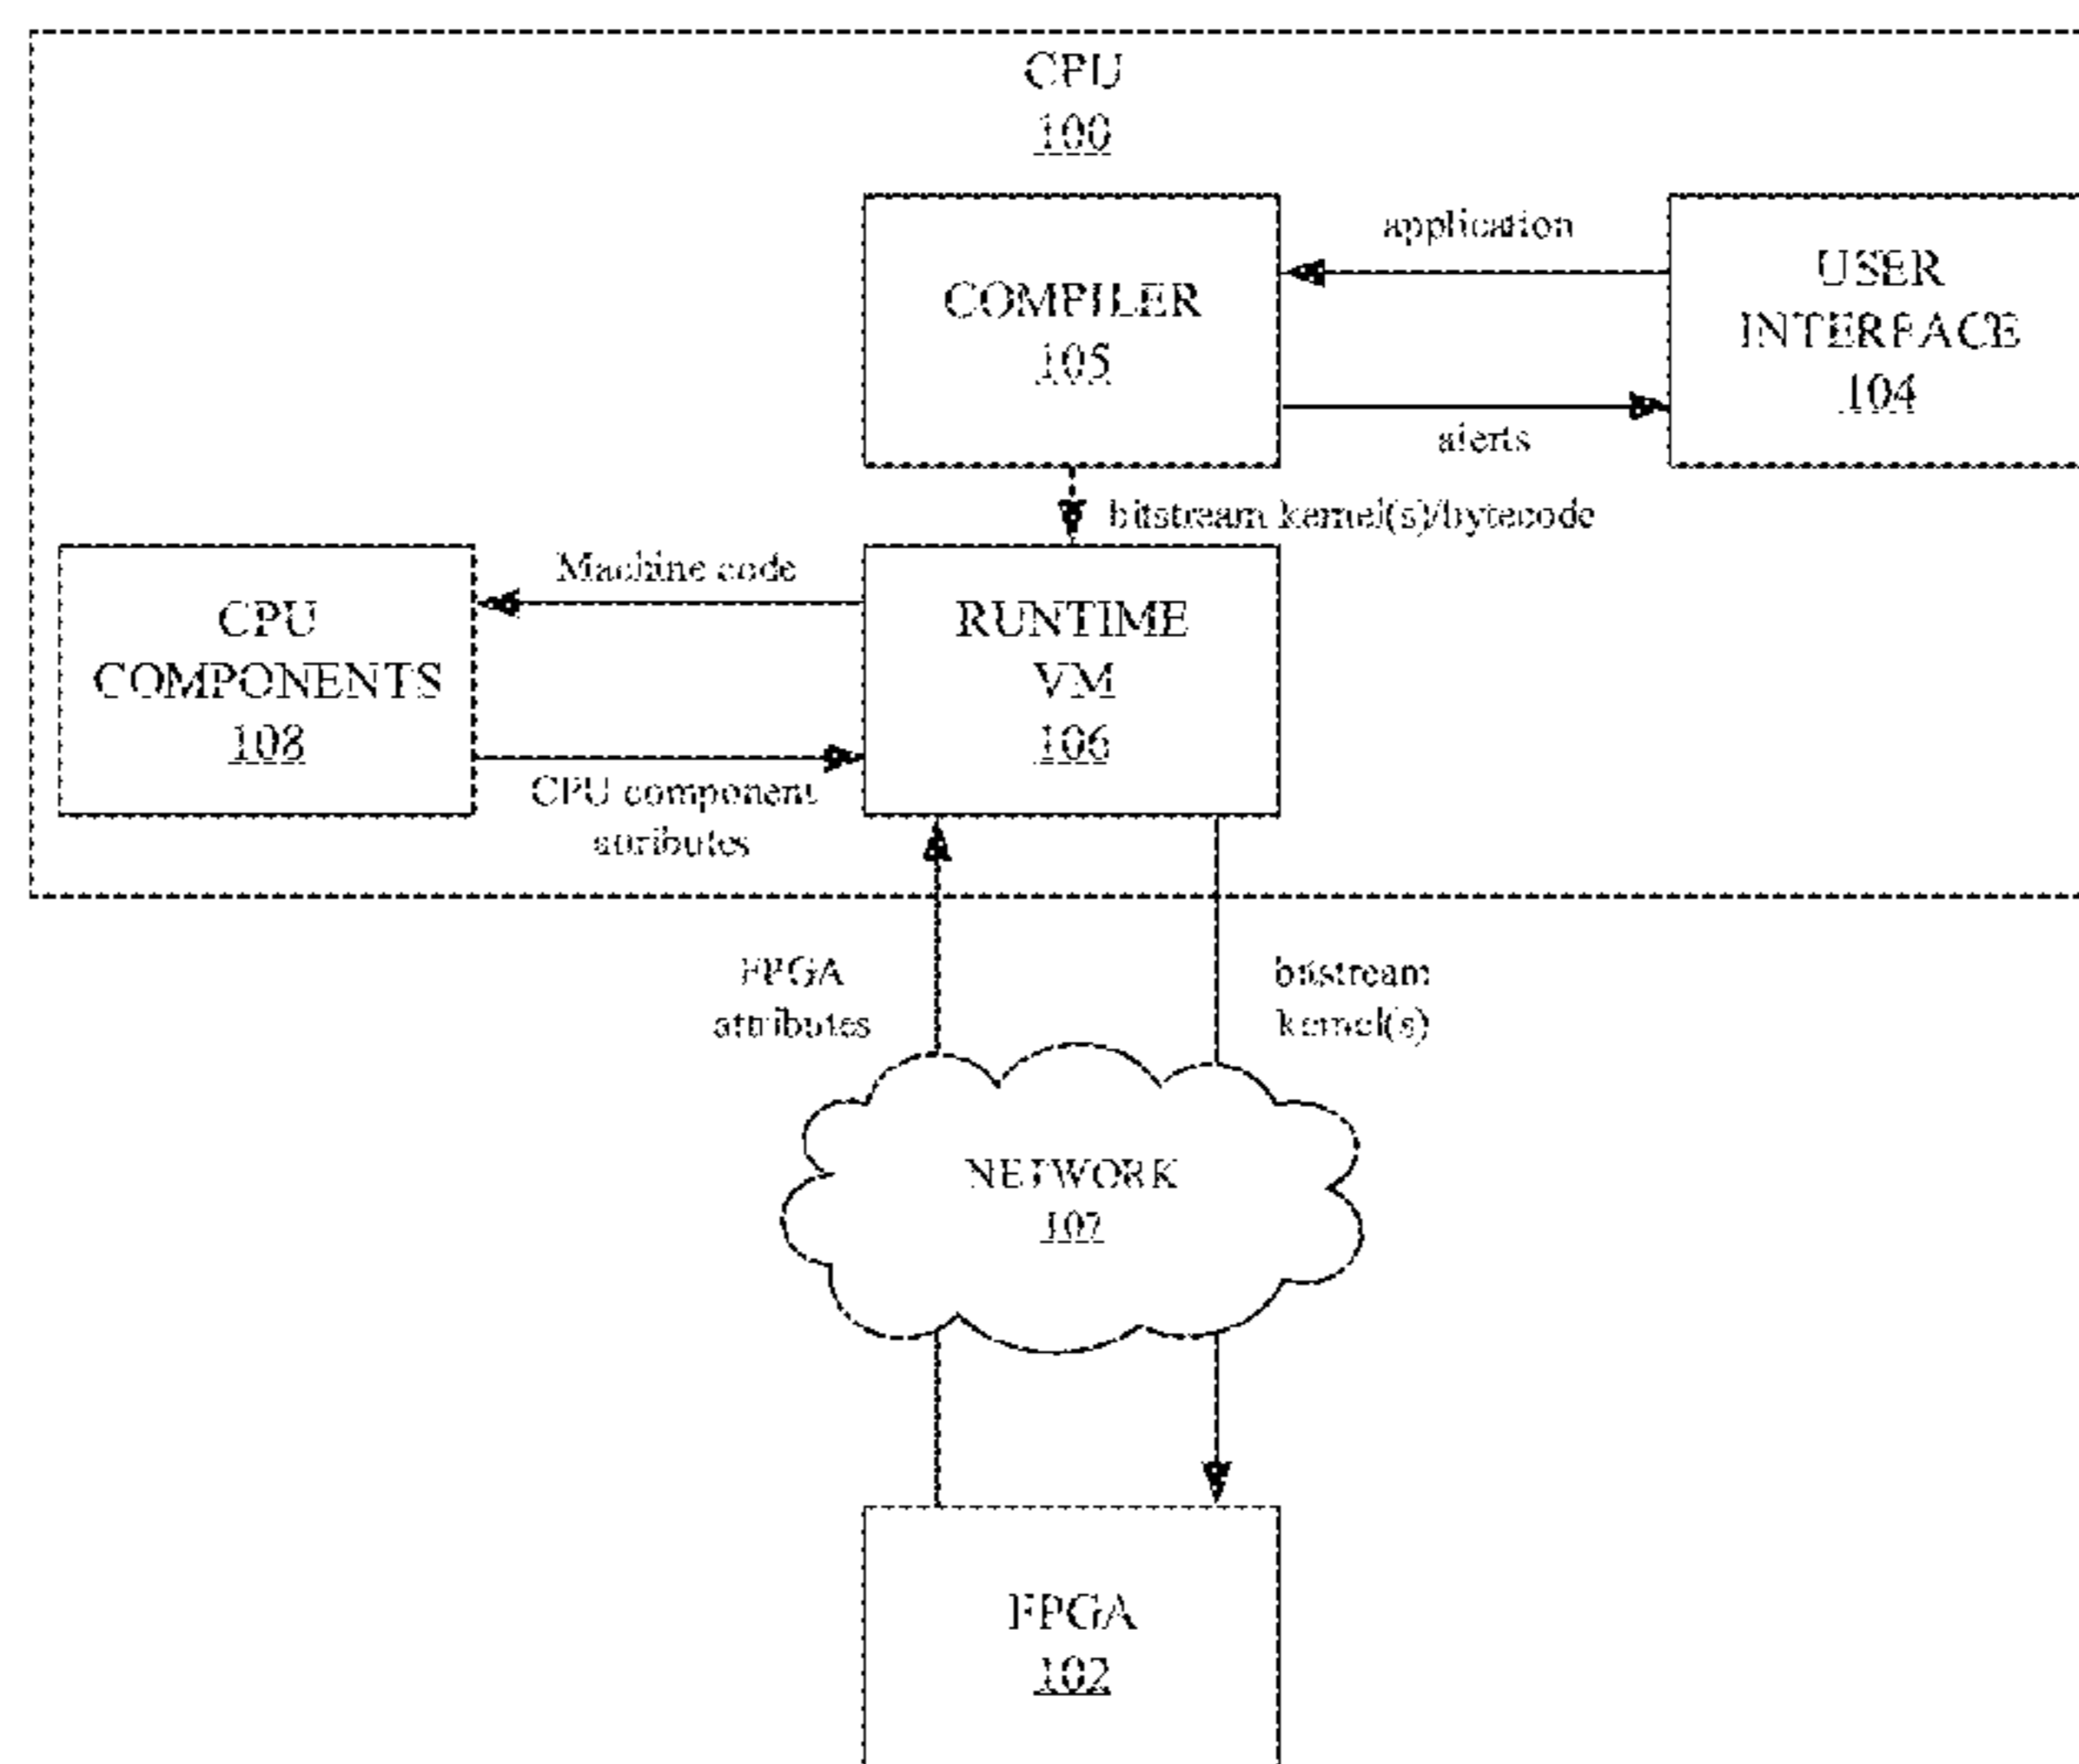 CPU
100
application
COMPILER
105
USER
INTERFACE
104
alerts
bitstream kernel(s)/bytecode
Machine code
CPU
COMPONENTS
108
RUNTIME
VM
106
CPU component
attributes
FPGA
attributes
bitstream
kernel(s)
NETWORK
107
FPGA
102